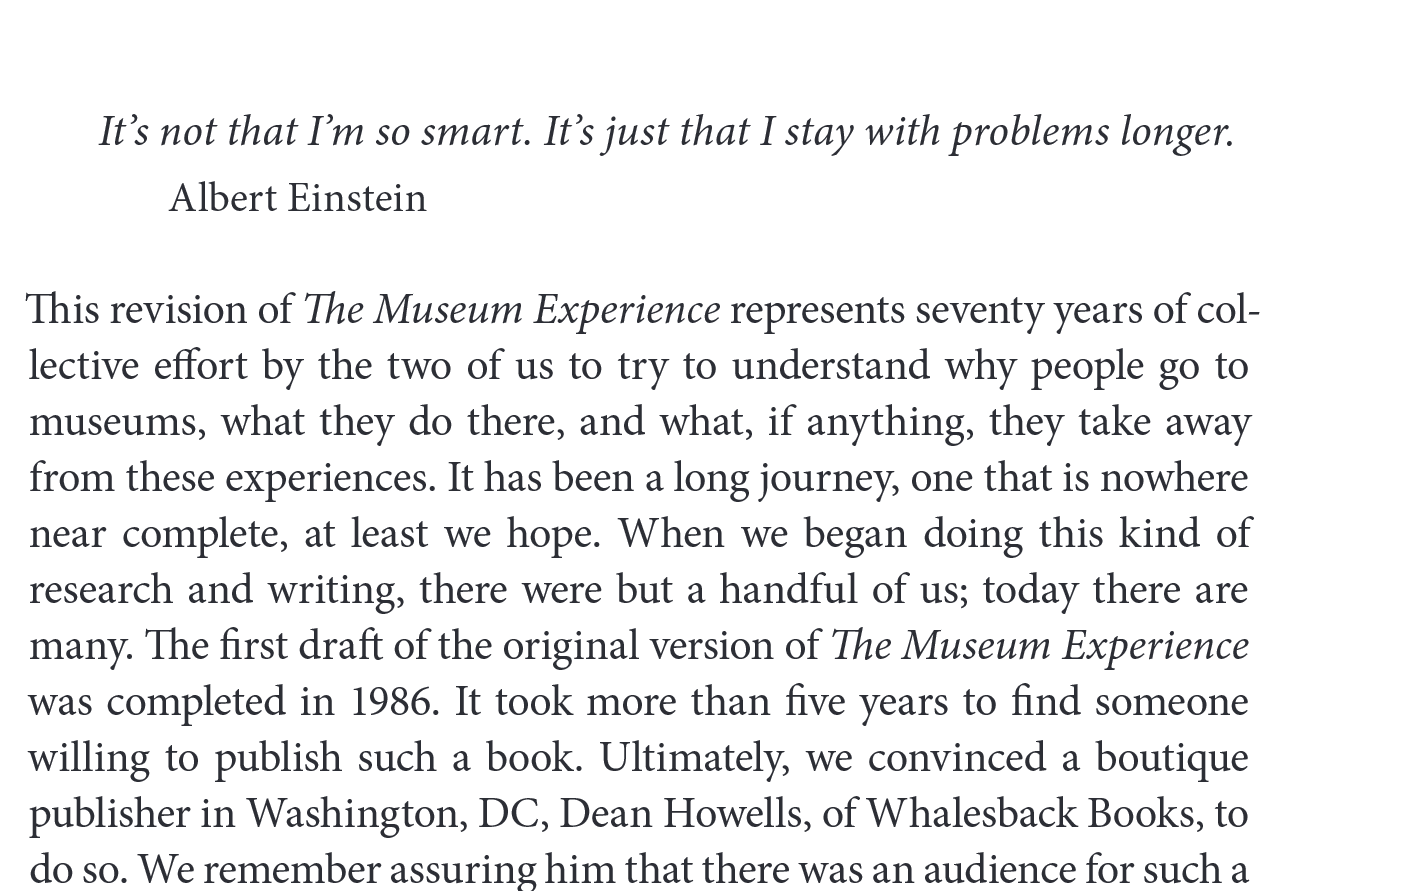 It’s not that I’m so smart. It’s just that I stay with problems longer.
Albert Einstein
This revision of The Museum Experience represents seventy years of col-
lective effort by the two of us to try to understand why people go to
museums, what they do there, and what, if anything, they take away
from these experiences. It has been a long journey, one that is nowhere
near complete, at least we hope. When we began doing this kind of
research and writing, there were but a handful of us; today there are
many. The first draft of the original version of The Museum Experience
was completed in 1986. It took more than five years to find someone
willing to publish such a book. Ultimately, we convinced a boutique
publisher in Washington, DC, Dean Howells, of Whalesback Books, to
do so. We remember assuring him that there was an audience for such a